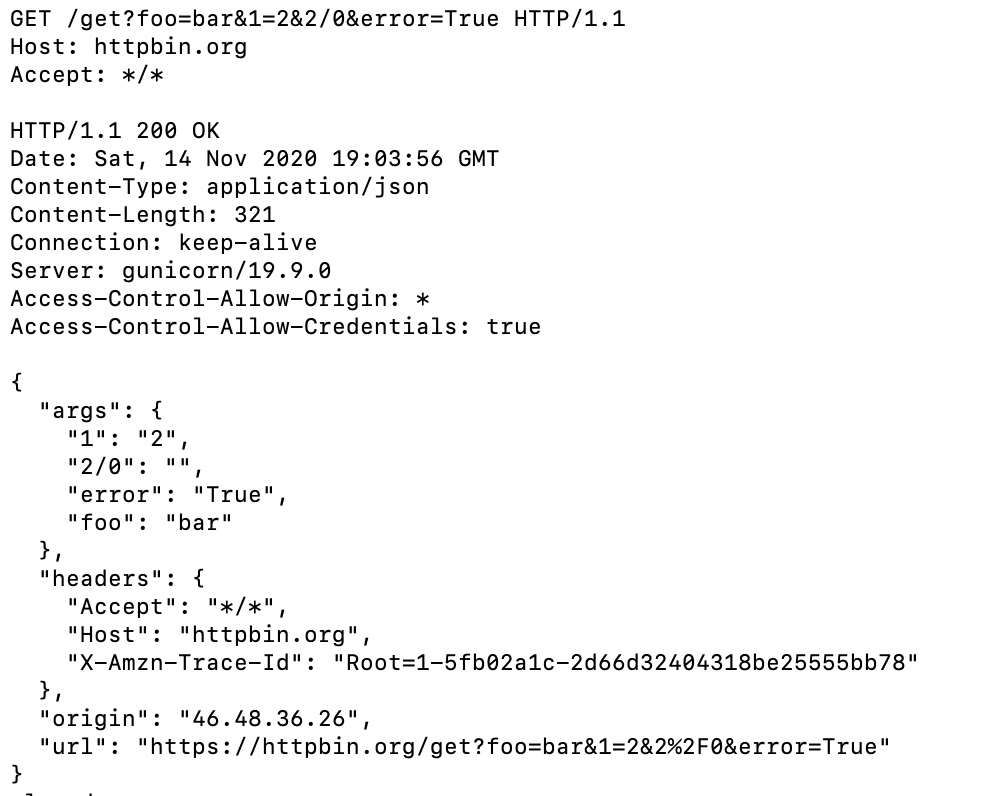 GET /get?foo=bar&1=2&2/0&error=True HTTP/1.1
Host: httpbin.org
Accept: */*

HTTP/1.1 200 OK
Date: Sat, 14 Nov 2020 19:03:56 GMT
Content-Type: application/json
Content-Length: 321
Connection: keep-alive
Server: gunicorn/19.9.0
Access-Control-Allow-Origin: *
Access-Control-Allow-Credentials: true

{
  "args": {
    "1": "2",
    "2/0": "",
    "error": "True",
    "foo": "bar"
  },
  "headers": {
    "Accept": "*/*",
    "Host": "httpbin.org",
    "X-Amzn-Trace-Id": "Root=1-5fb02a1c-2d66d32404318be25555bb78"
  },
  "origin": "46.48.36.26",
  "url": "https://httpbin.org/get?foo=bar&1=2&2%2F0&error=True"
}